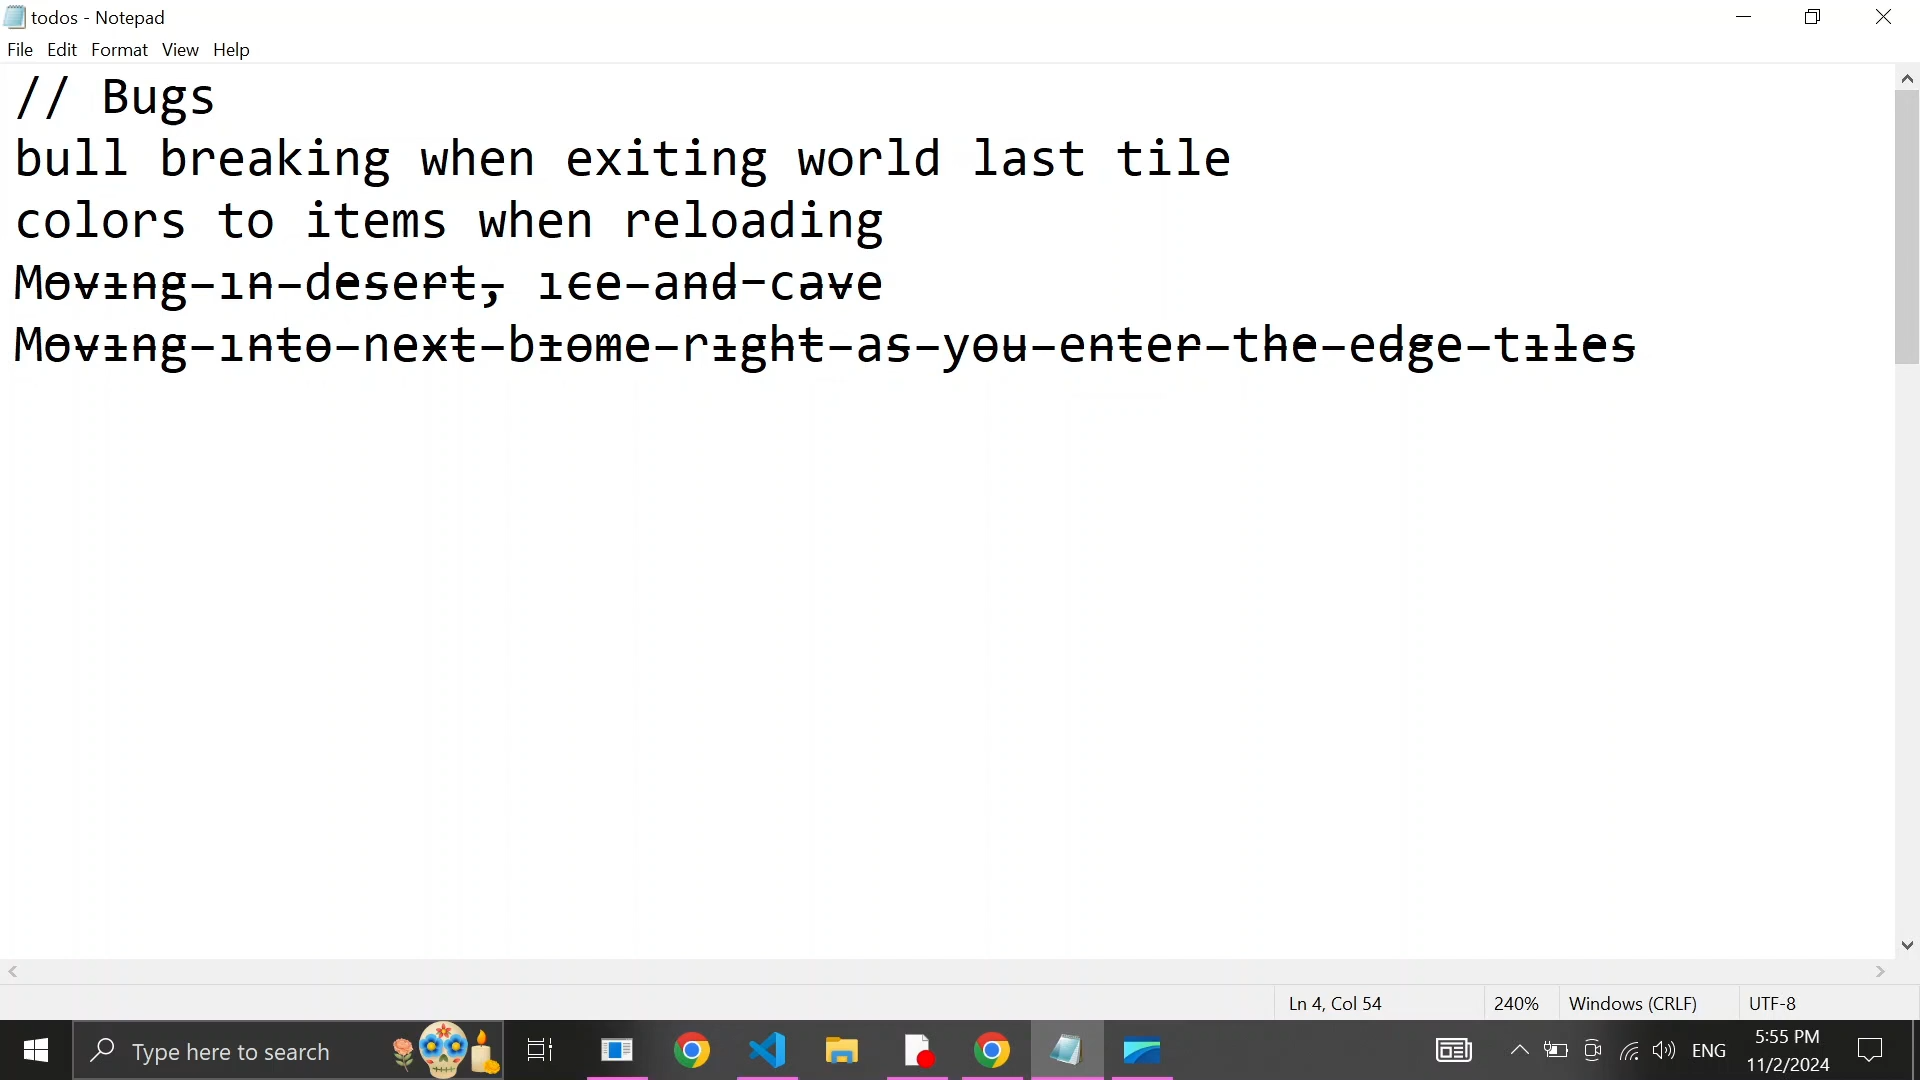 todos - Notepad
File Edit Format View Help
// Bugs
bull breaking when exiting world last tile
colors to items when reloading
Moving in desert, ice and cave
Moving into next biome right as you enter the edge tiles
Ln 4, Col 54 240% Windows (CRLF) UTF-8
Type here to search
ENG
5:55 PM
11/2/2024